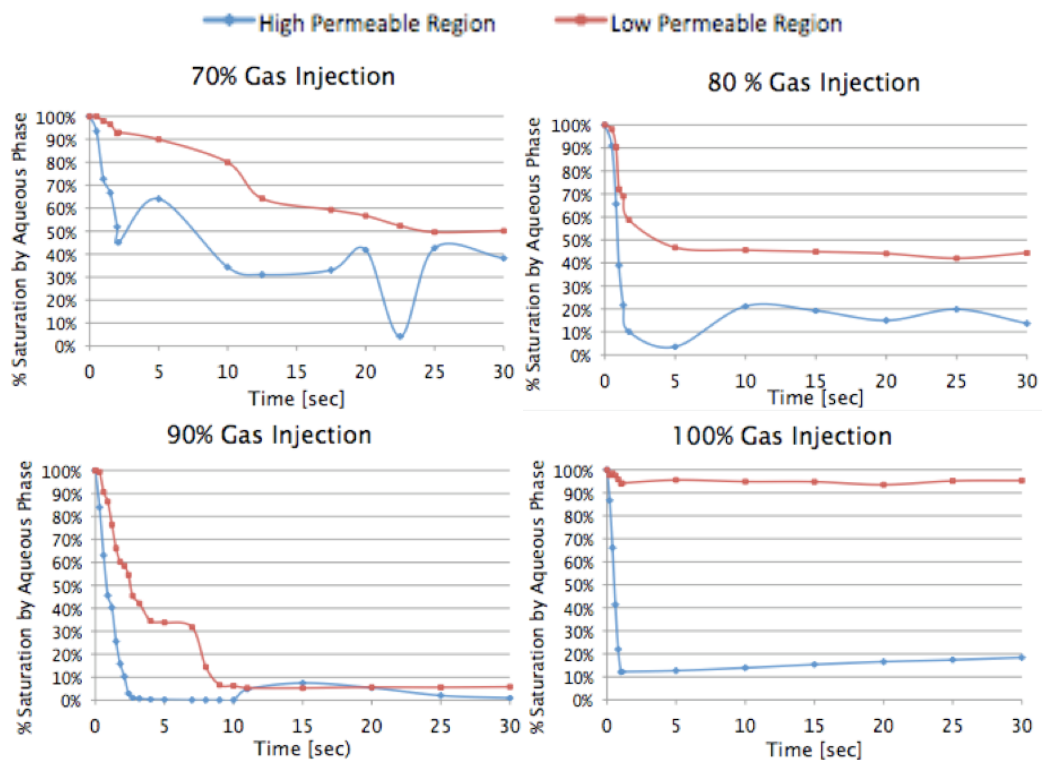 High Permeable Region Low Permeable Region
70% Gas Injection
% Saturation by Aqueous Phase
100%
90%
80%
70%
60%
50%
40%
30%
20%
10%
0%
0 5 10 15 20 25 30
Time [sec]
80 % Gas Injection
% Saturation by Aqueous Phase
100%
90%
80%
70%
60%
50%
40%
30%
20%
10%
0%
0 5 10 15 20 25 30
Time [sec]
90% Gas Injection
% Saturation by Aqueous Phase
100%
90%
80%
70%
60%
50%
40%
30%
20%
10%
0%
0 5 10 15 20 25 30
Time [sec)
100% Gas Injection
% Saturation by Aqueous Phase
100%
90%
80%
70%
60%
50%
40%
30%
20%
10%
0%
0 5 10 15 20 25 30
Time [sec]